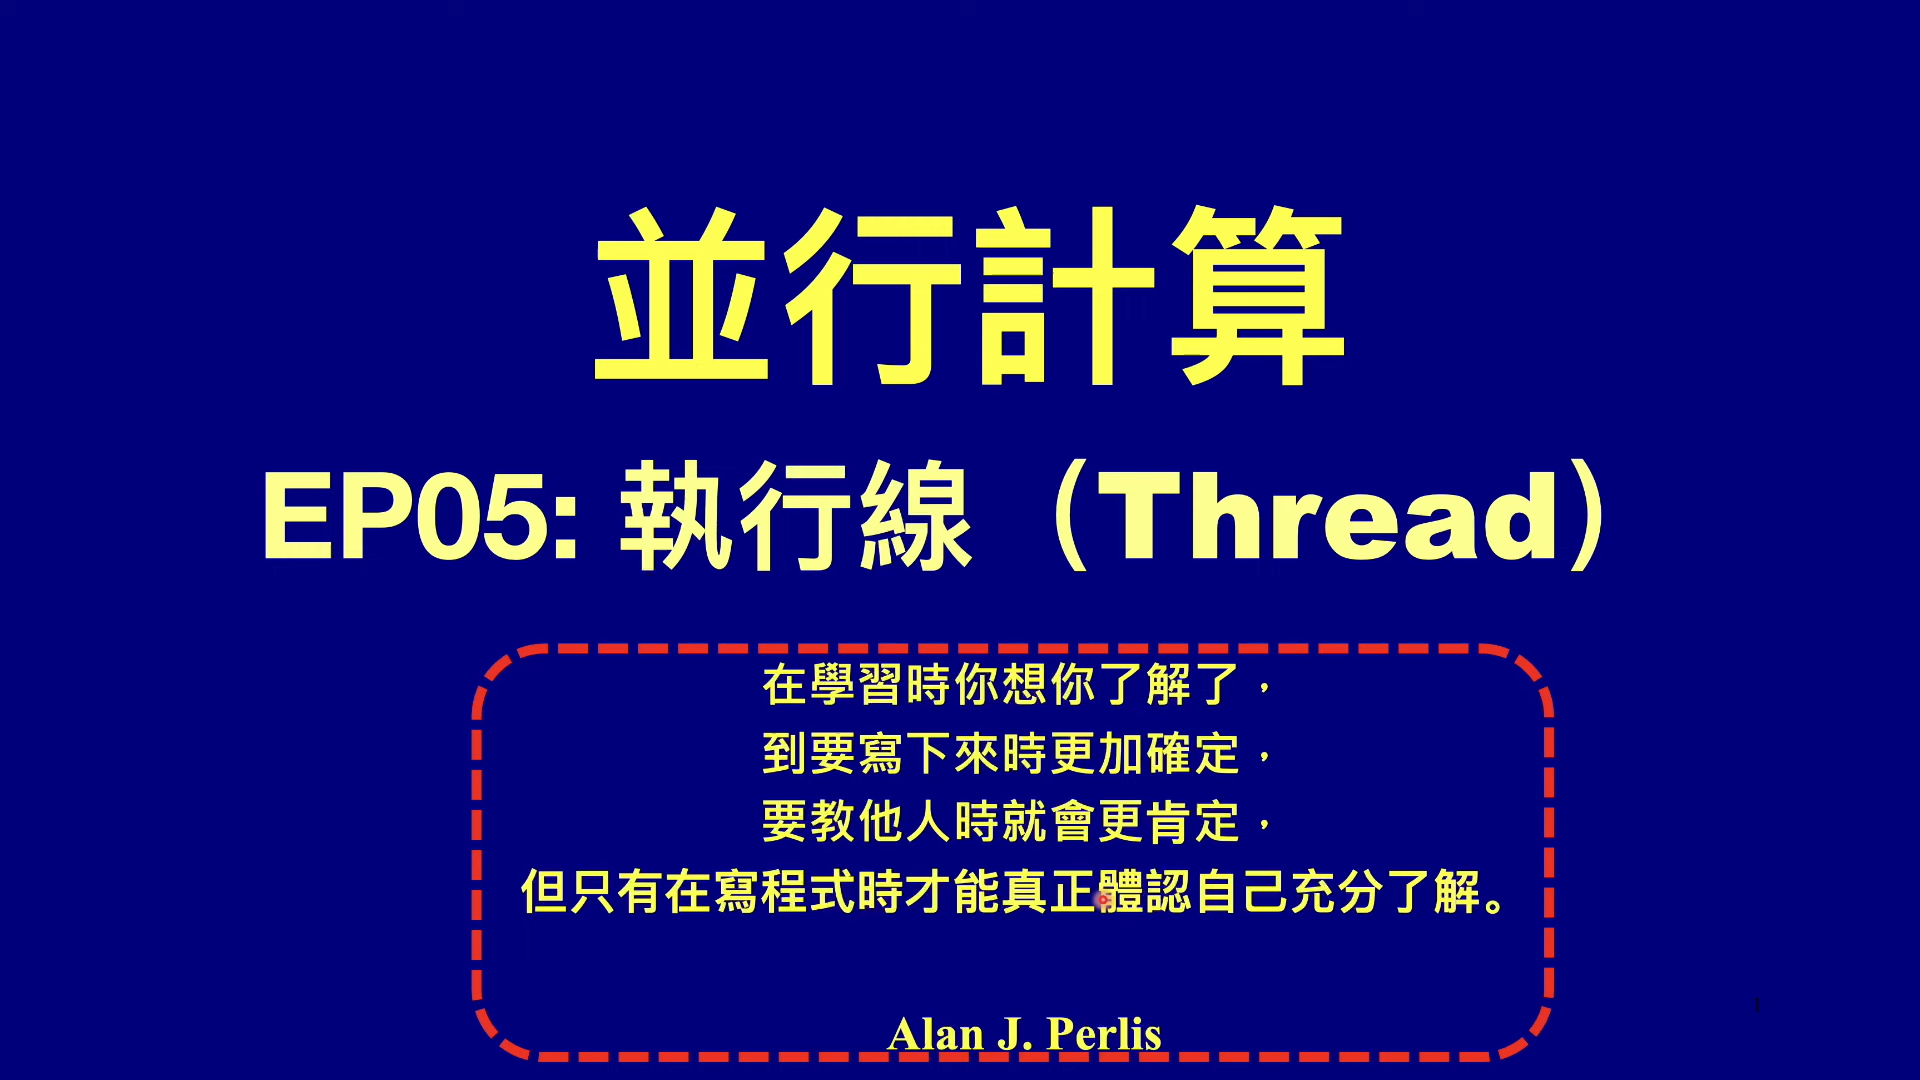 並行計算
EP05: 執行線（Thread）
在學習時你想你了解了，
到要寫下來時更加確定，
要教他人時就會更肯定，
但只有在寫程式時才能真正體認自己充分了解。
Alan J. Perlis
1